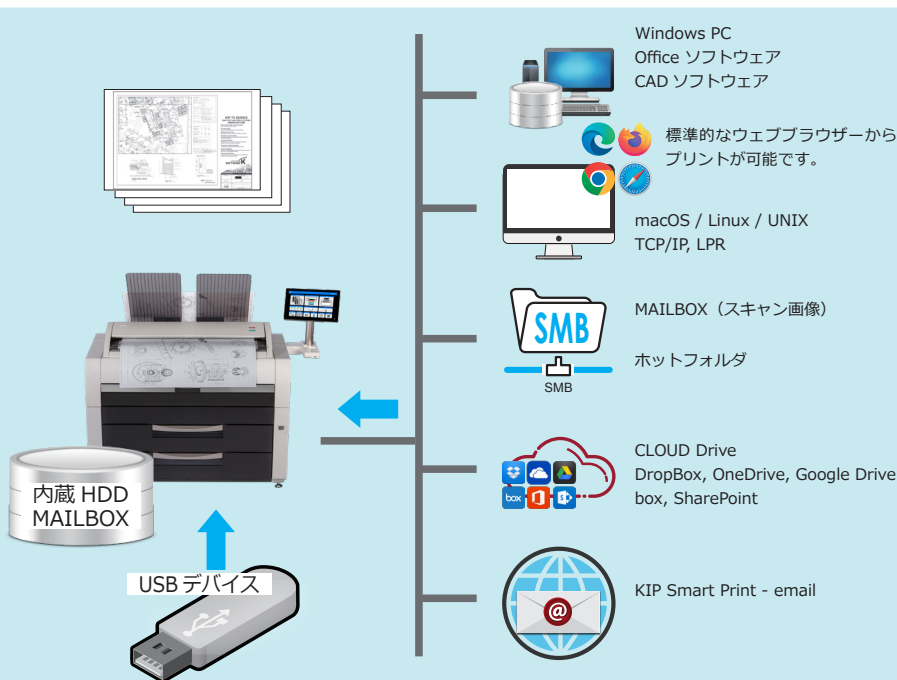 Windows PC
Office ソフトウェア
CAD ソフトウェア
標準的なウェブブラウザーから
プリントが可能です。
macOS / Linux / UNIX
TCP/IP, LPR
SMB
MAILBOX（スキャン画像）
ホットフォルダ
SMB
CLOUD Drive
DropBox, OneDrive, Google Drive
box, SharePoint
box
KIP Smart Print - email
@
内蔵 HDD
MAILBOX
USB デバイス